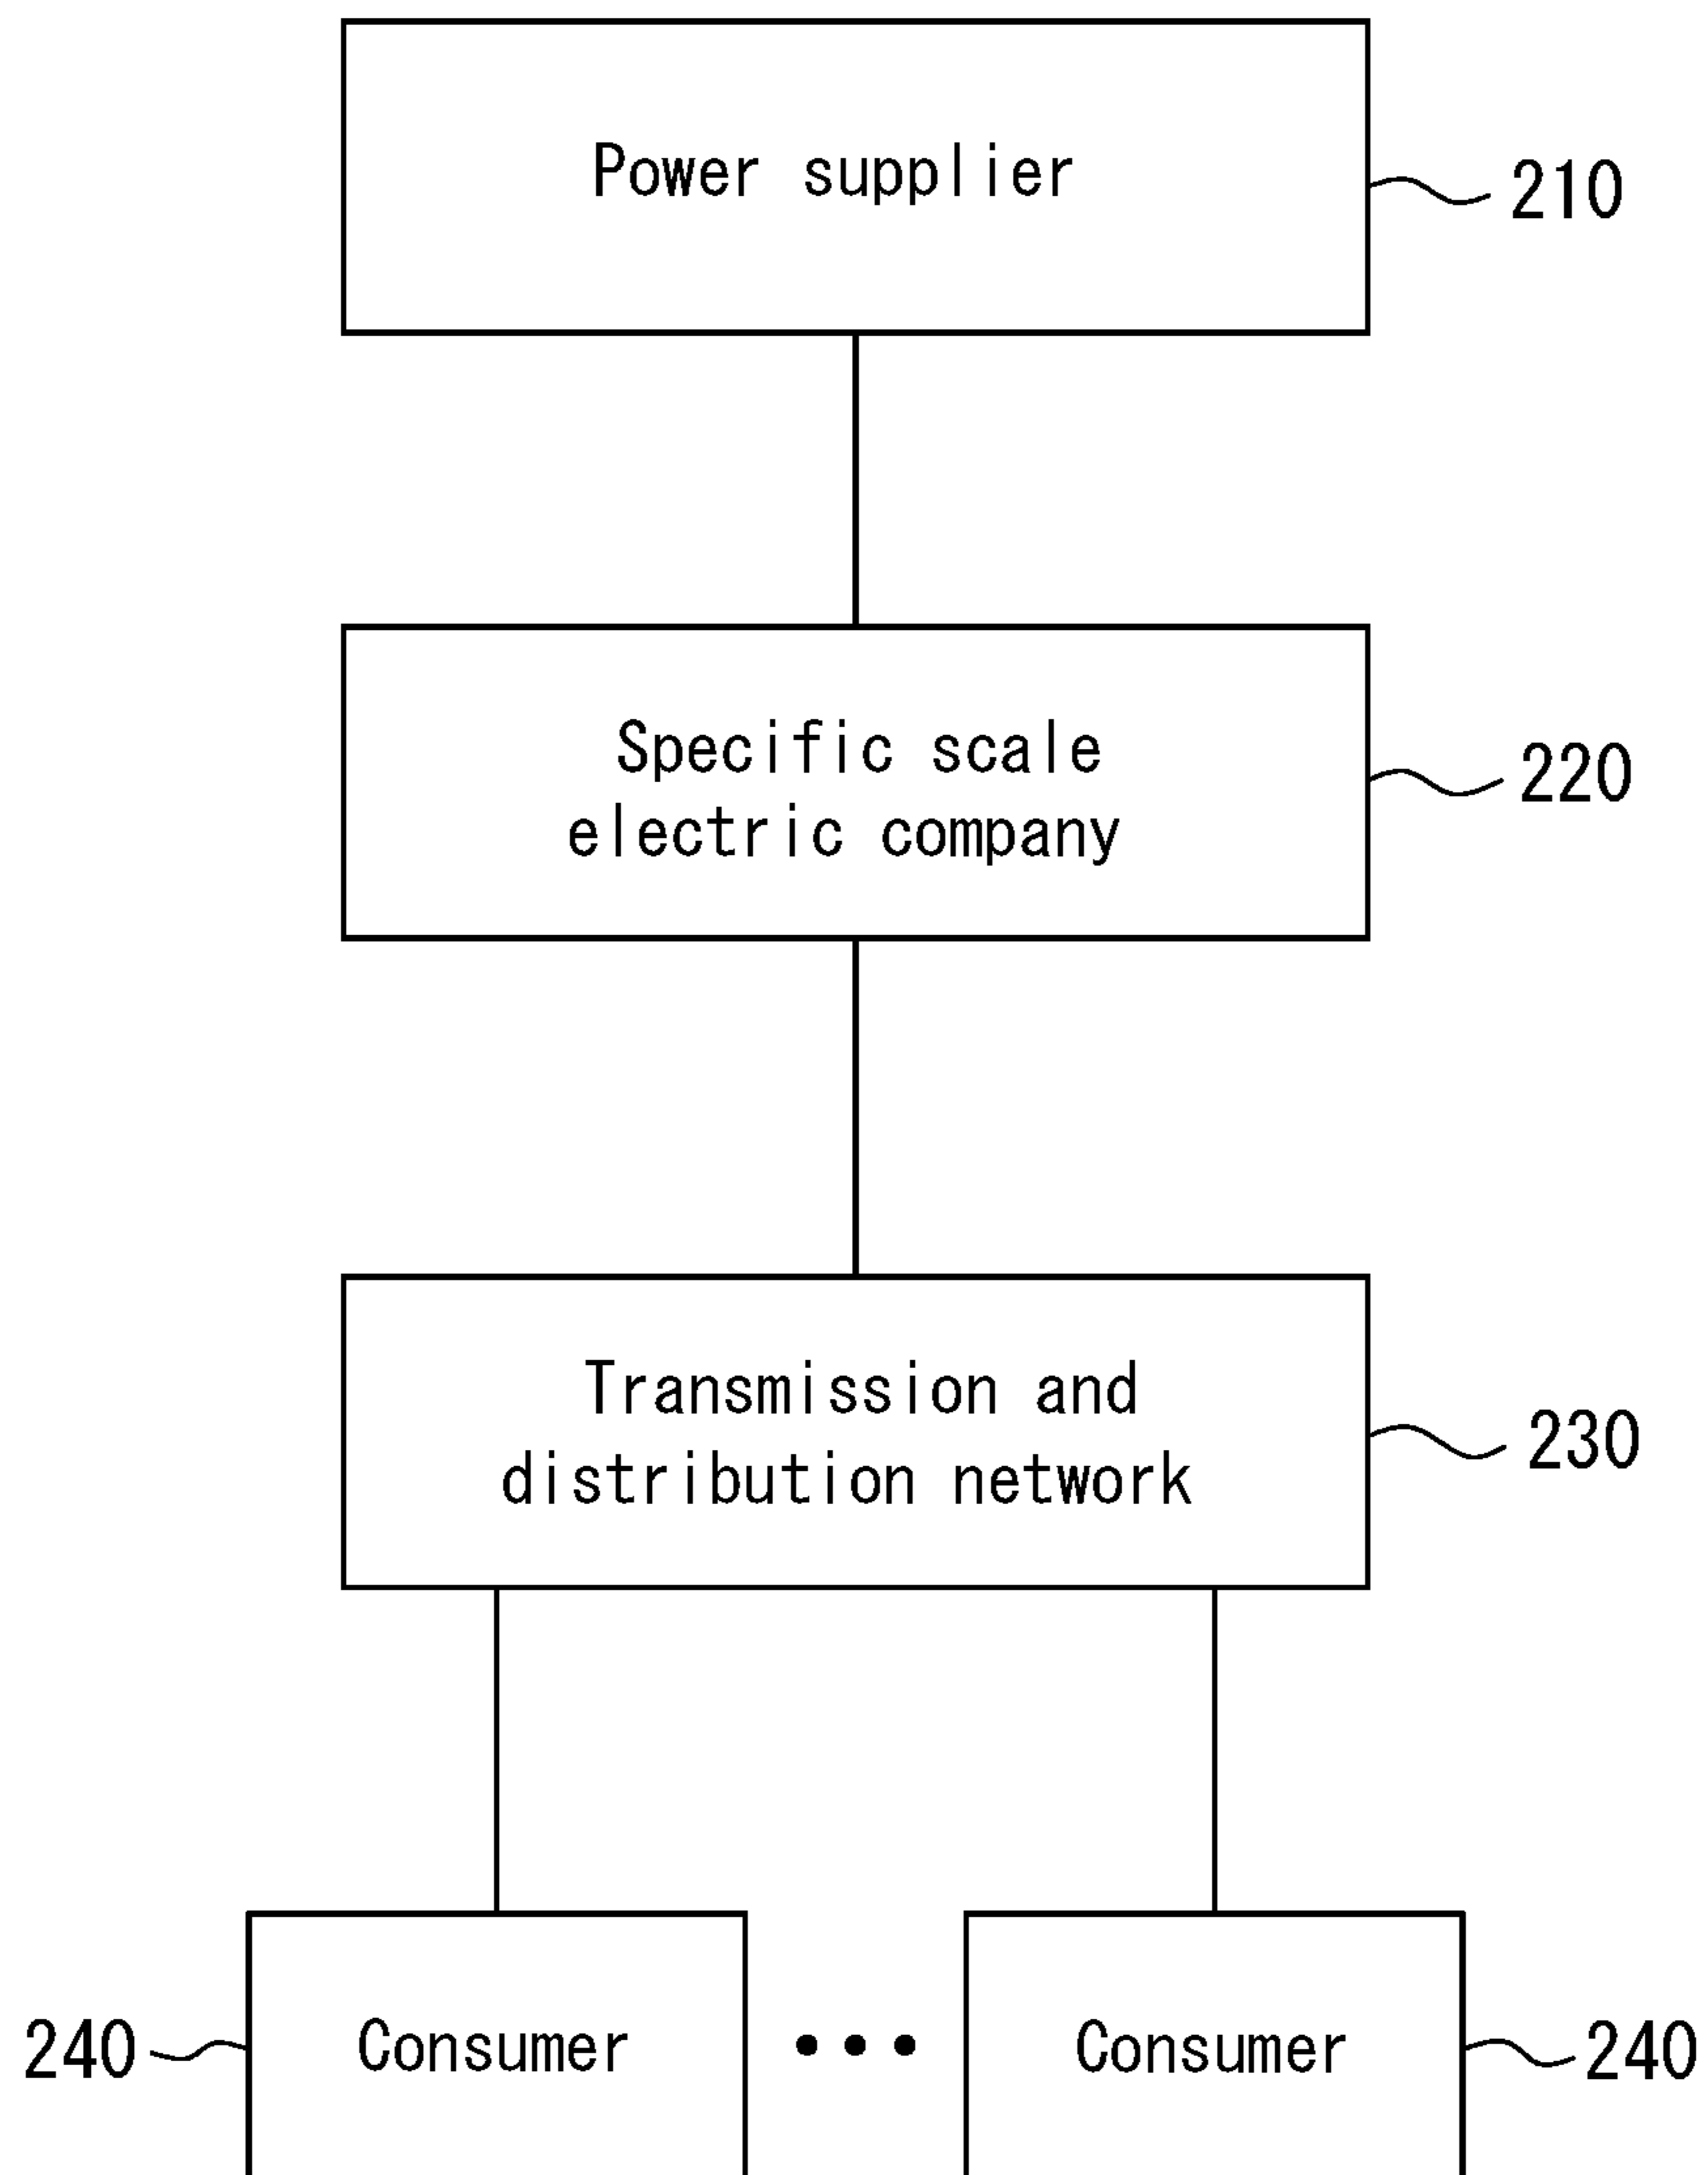 Power supplier
210
Specific scale
electric company
220
Transmission and
distribution network
230
240
Consumer
•••
Consumer
240